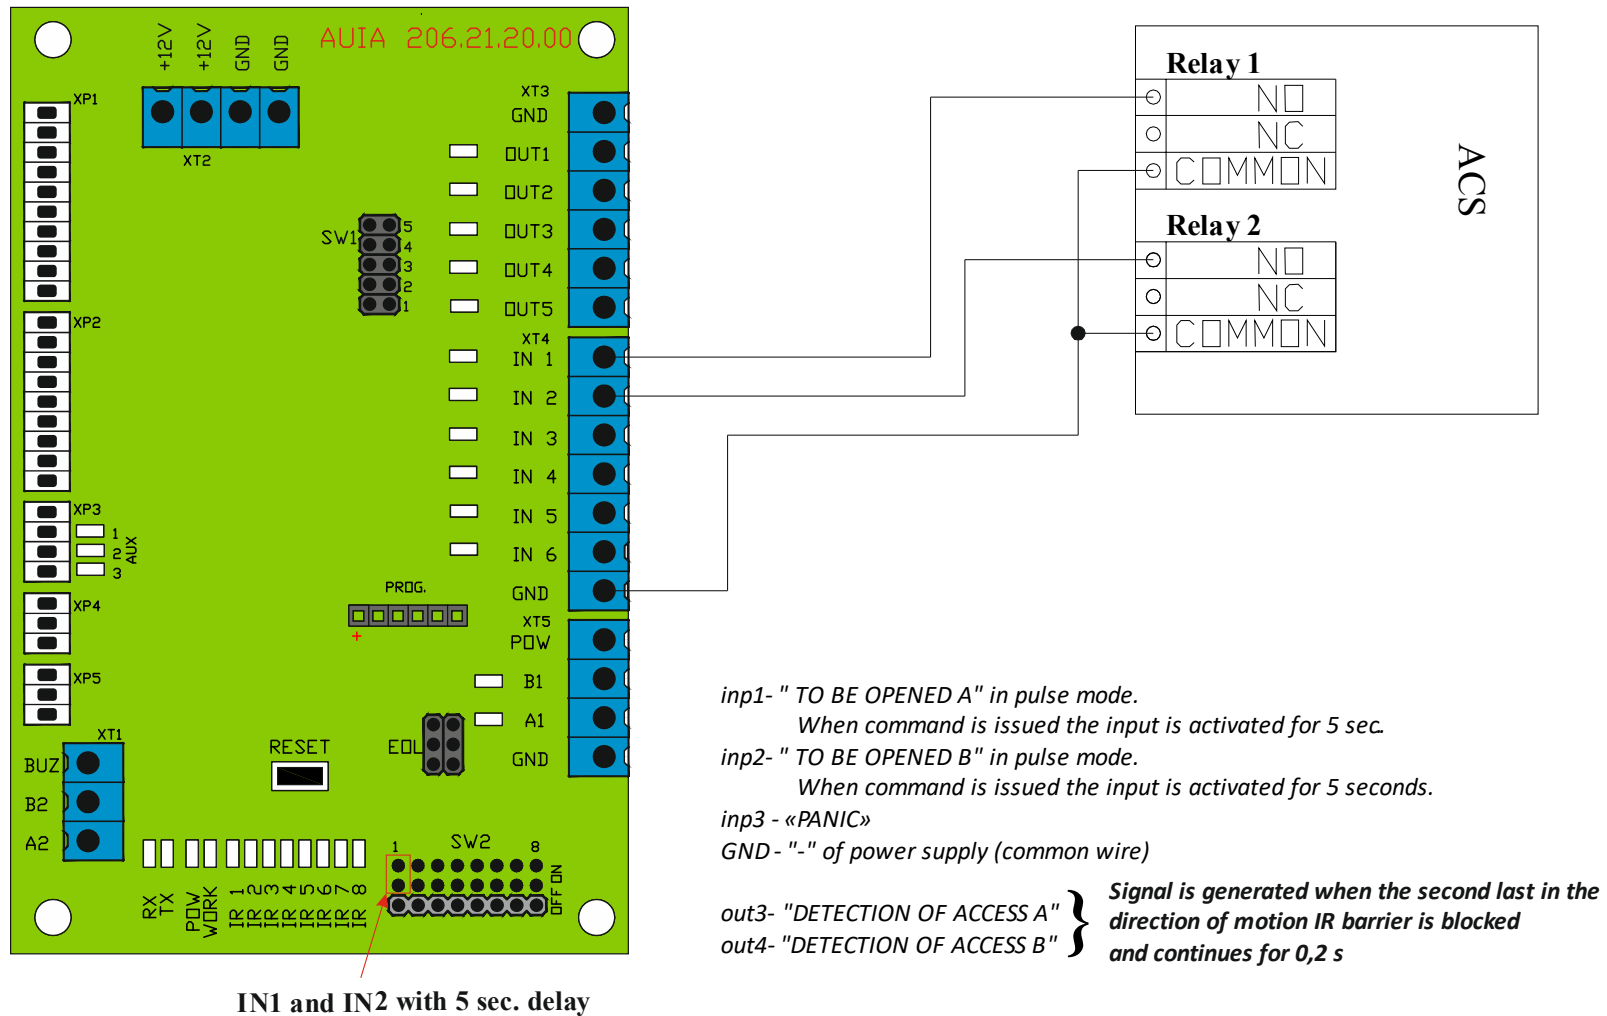 AUIA 206.21.20.00
+12V
+12V
GND
GND
XT2
XP1
XP2
XP3
1
2
3
AUX
XP4
XP5
XT1
BUZ
B2
A2
XT3
GND
OUT1
OUT2
OUT3
OUT4
OUT5
SW1
5
4
3
2
1
XT4
IN 1
IN 2
IN 3
IN 4
IN 5
IN 6
GND
PROG.
+
XT5
POW
B1
A1
GND
EOL
RESET
SW2
1
8
ON
OFF
RX
TX
POW
WORK
IR 1
IR 2
IR 3
IR 4
IR 5
IR 6
IR 7
IR 8
IN1 and IN2 with 5 sec. delay
Relay 1
NO
NC
COMMON
Relay 2
NO
NC
COMMON
ACS
inp1- " TO BE OPENED A" in pulse mode.
When command is issued the input is activated for 5 sec..
inp2- " TO BE OPENED B" in pulse mode.
When command is issued the input is activated for 5 seconds.
inp3 - «PANIC»
GND - "-" of power supply (common wire)
out3- "DETECTION OF ACCESS A"
out4- "DETECTION OF ACCESS B"
}
Signal is generated when the second last in the
direction of motion IR barrier is blocked
and continues for 0,2 s